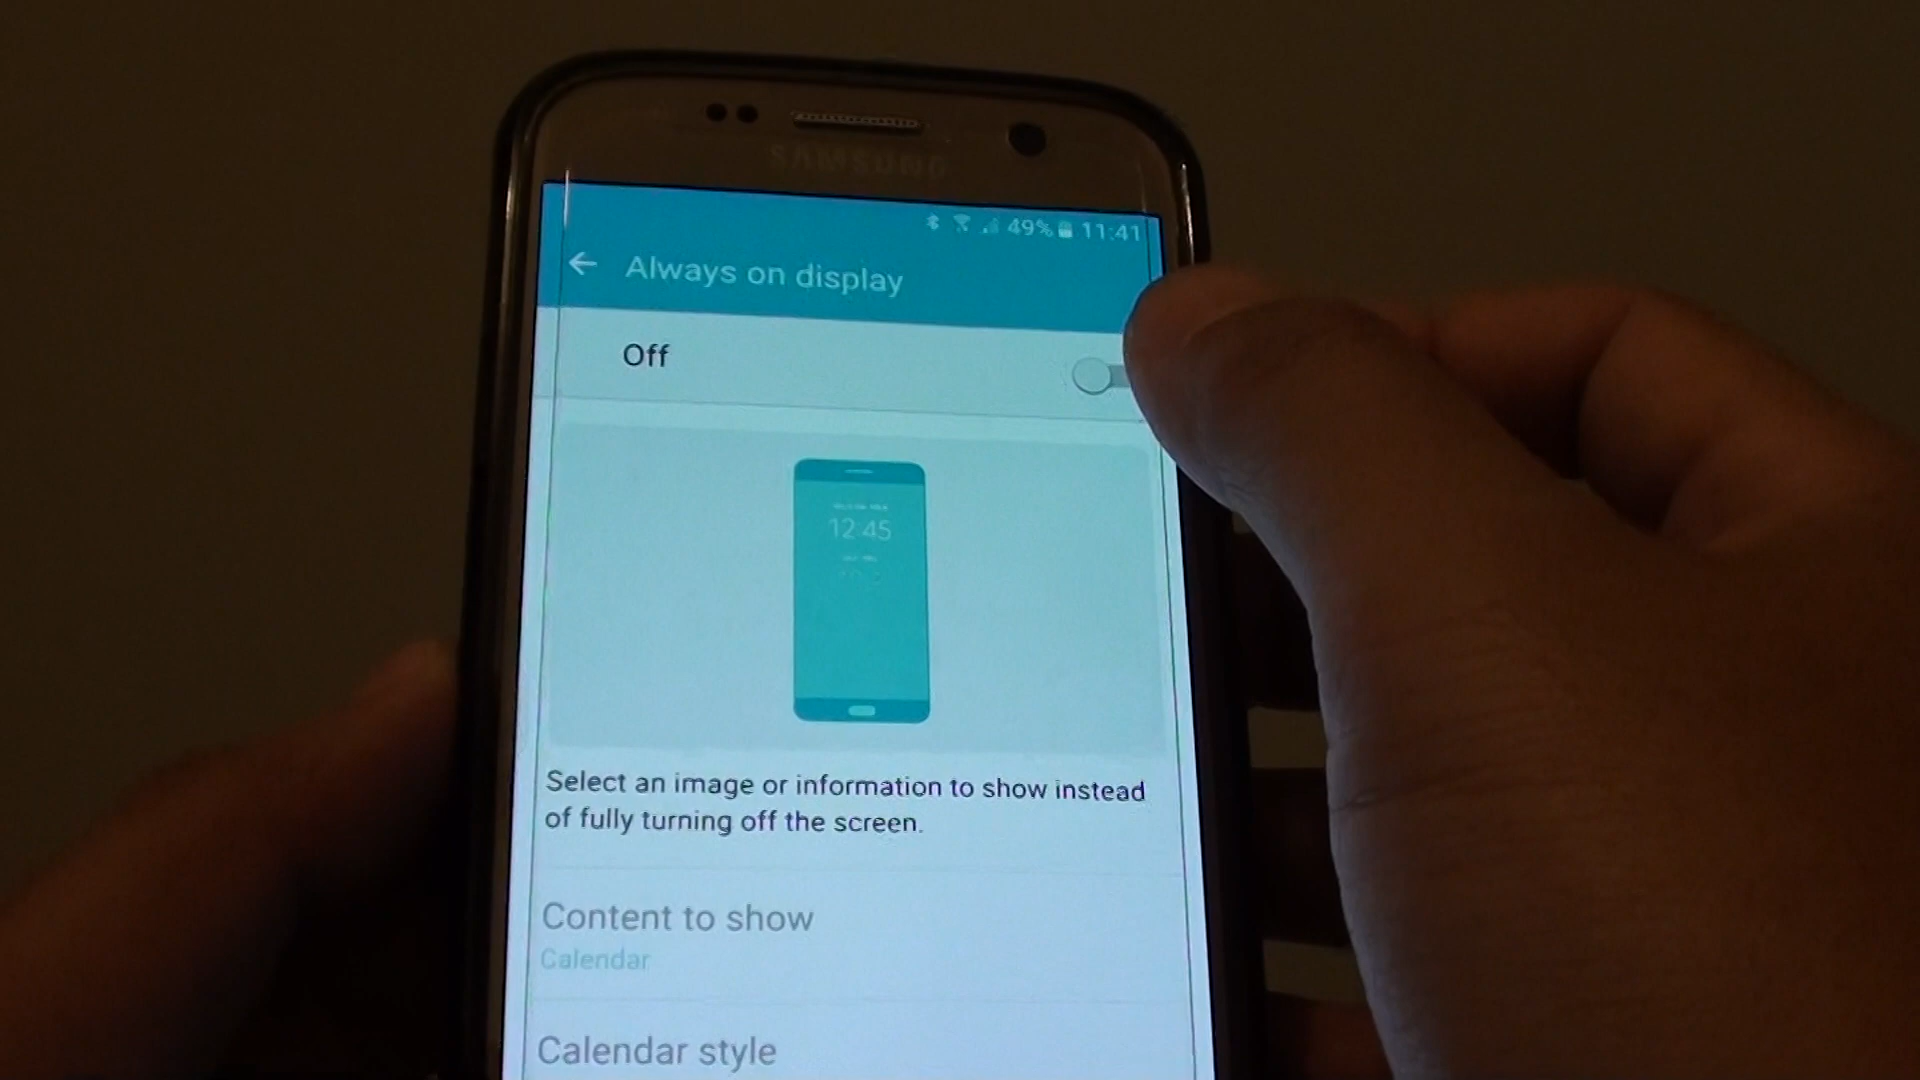 SAMSUNG
49% 11:41
Always on display
Off
12:45
Select an image or information to show instead
of fully turning off the screen.
Content to show
Calendar
Calendar style